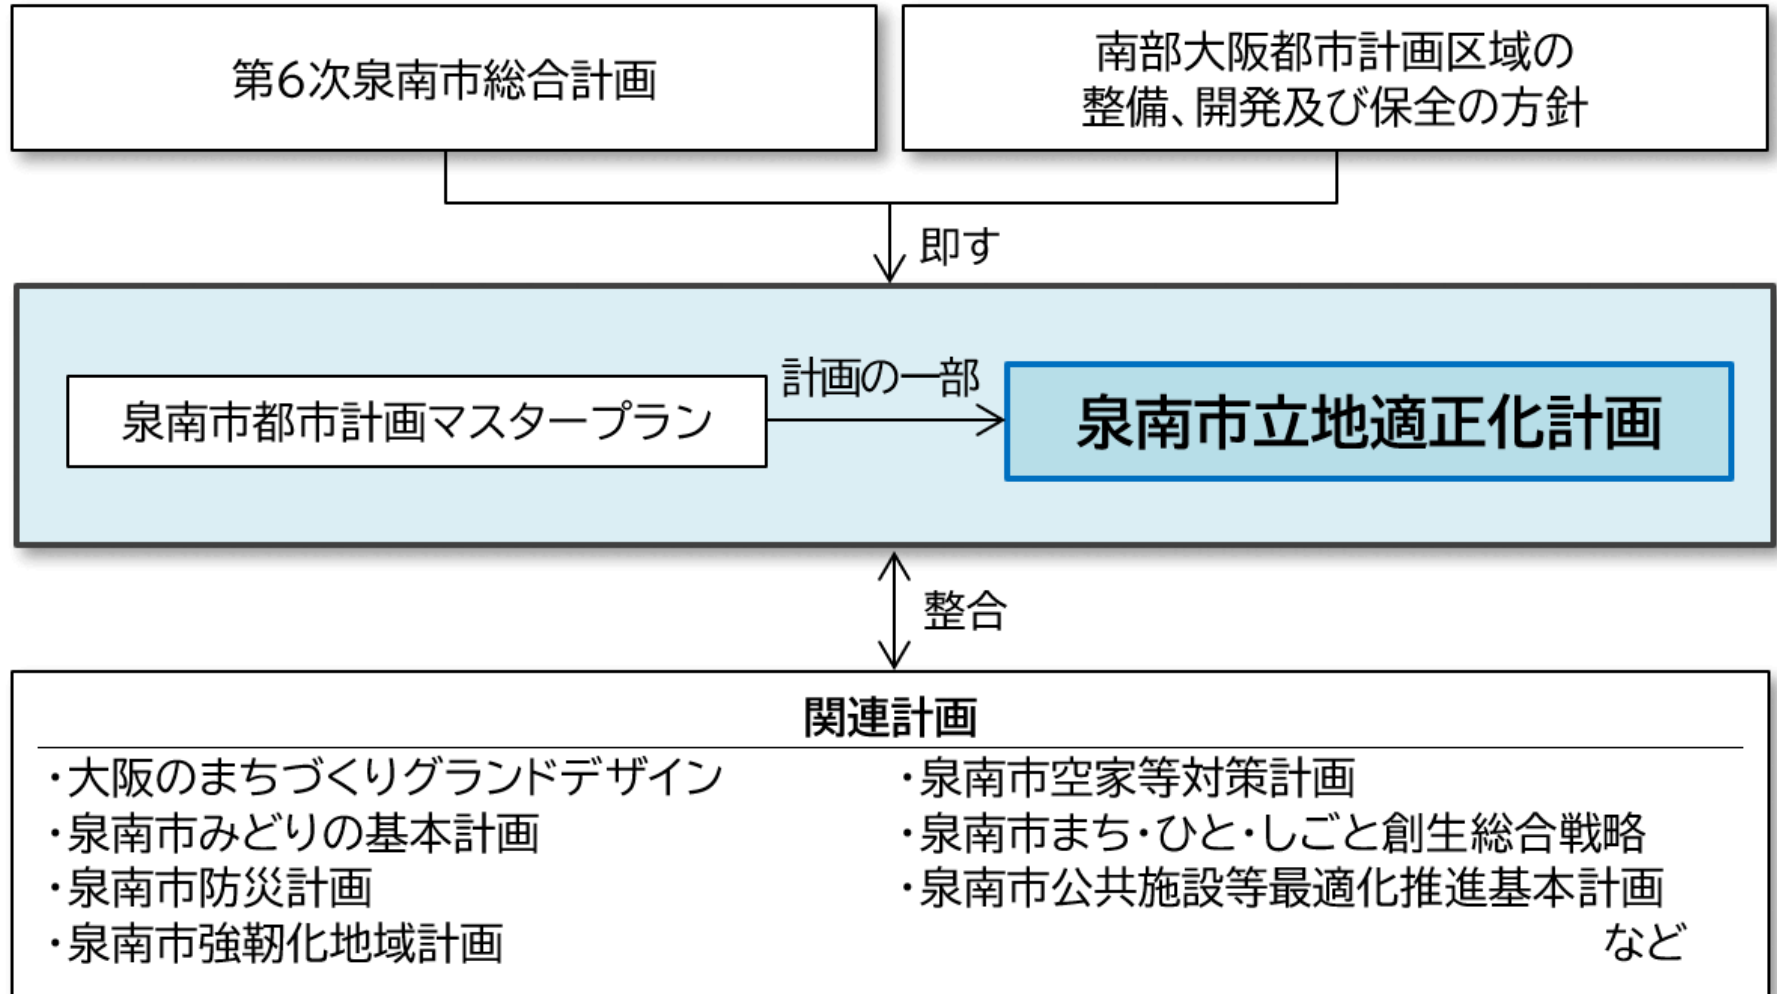 第6次泉南市総合計画
南部大阪都市計画区域の
整備、開発及び保全の方針
即す
泉南市都市計画マスタープラン
計画の一部
泉南市立地適正化計画
整合
関連計画
・大阪のまちづくりグランドデザイン
・泉南市みどりの基本計画
・泉南市防災計画
・泉南市強靭化地域計画
・泉南市空家等対策計画
・泉南市まち・ひと・しごと創生総合戦略
・泉南市公共施設等最適化推進基本計画
など